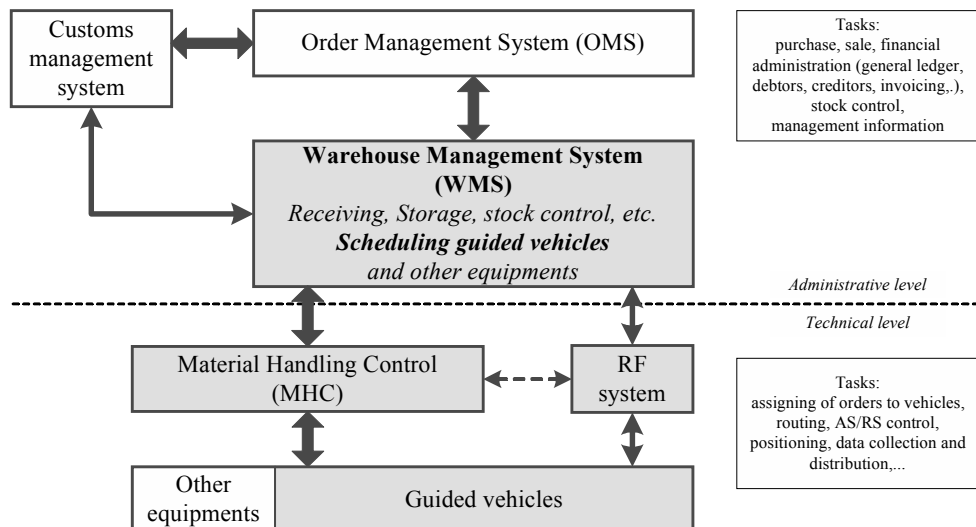 Customs
management
system
Order Management System (OMS)
Tasks:
purchase, sale, financial
administration (general ledger,
debtors, creditors, invoicing,.),
stock control,
management information
Warehouse Management System
(WMS)
Receiving, Storage, stock control, etc.
Scheduling guided vehicles
and other equipments
Administrative level
Technical level
Material Handling Control
(MHC)
RF
system
Tasks:
assigning of orders to vehicles,
routing, AS/RS control,
positioning, data collection and
distribution,...
Other
equipments
Guided vehicles